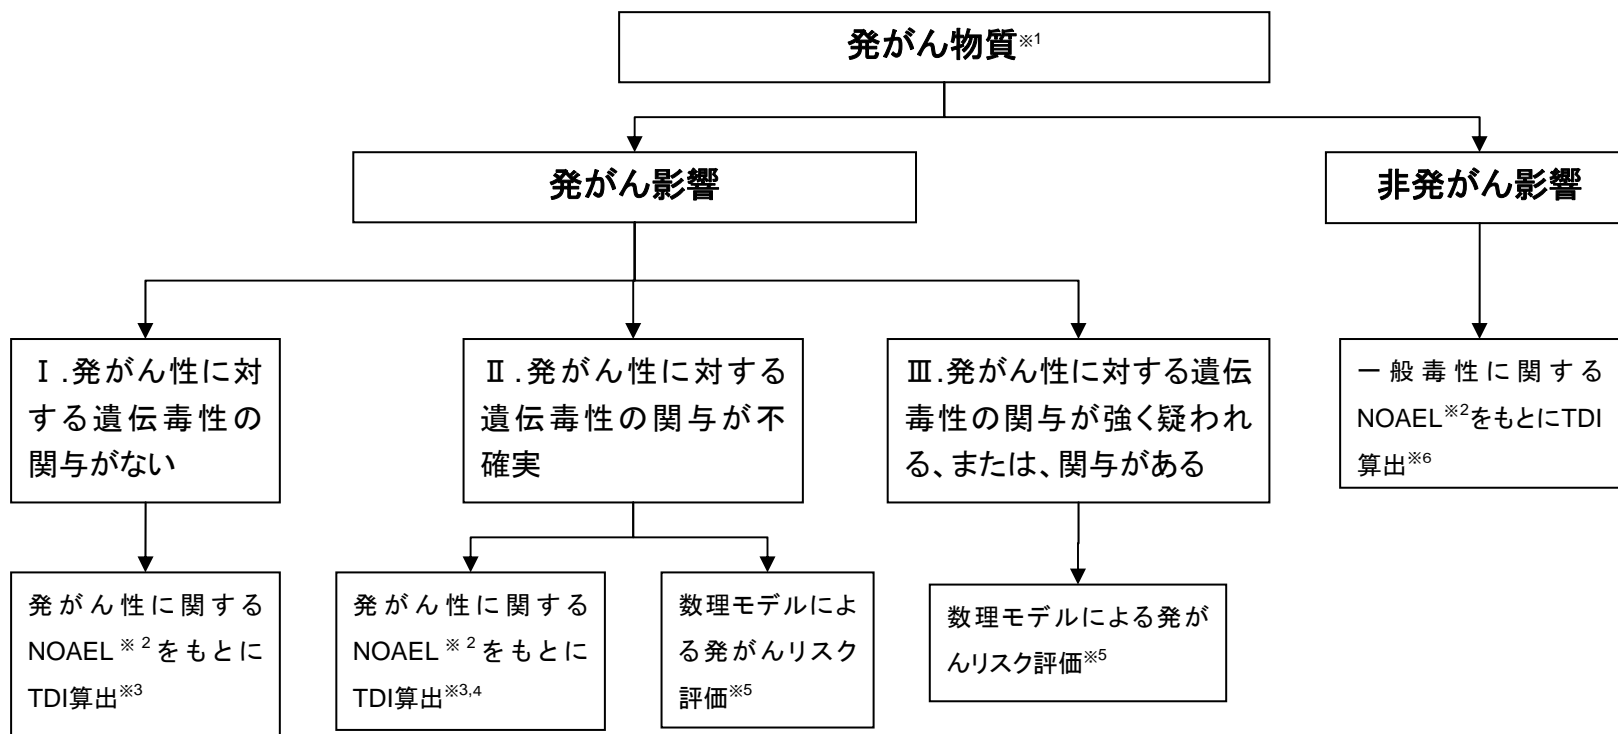 発がん物質※1
発がん影響
非発がん影響
Ⅰ.発がん性に対
する遺伝毒性の
関与がない
Ⅱ.発がん性に対する
遺伝毒性の関与が不
確実
Ⅲ.発がん性に対する遺伝
毒性の関与が強く疑われ
る、または、関与がある
一般毒性に関する
NOAEL※2をもとにTDI
算出※6
発がん性に関する
NOAEL※2をもとに
TDI算出※3
発がん性に関する
NOAEL※2をもとに
TDI算出※3,4
数理モデルによ
る発がんリスク
評価※5
数理モデルによる発が
んリスク評価※5